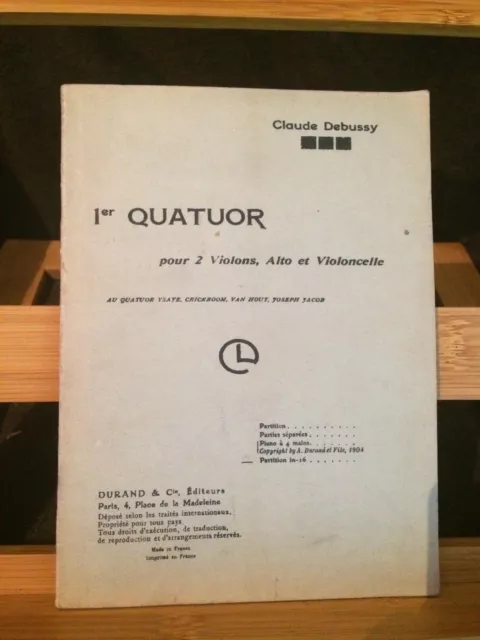 Claude Debussy
1er QUATUOR
pour 2 Violons, Alto et Violoncelle
AU QUATUOR YSAYE, CRICKBOOM, VAN HOUT, JOSEPH JACOB
Partition . . . . . . . . . .
Parties séparées . . . . . . .
Piano à 4 mains . . . . . . .
Copyright by A. Durand et Fils, 1904
Partition in-16 . . . . . . .
DURAND & Cie, Éditeurs
Paris, 4, Place de la Madeleine
Déposé selon les traités internationaux.
Propriété pour tous pays.
Tous droits d'exécution, de traduction,
de reproduction et d'arrangements réservés.
Made in France
Imprimé en France